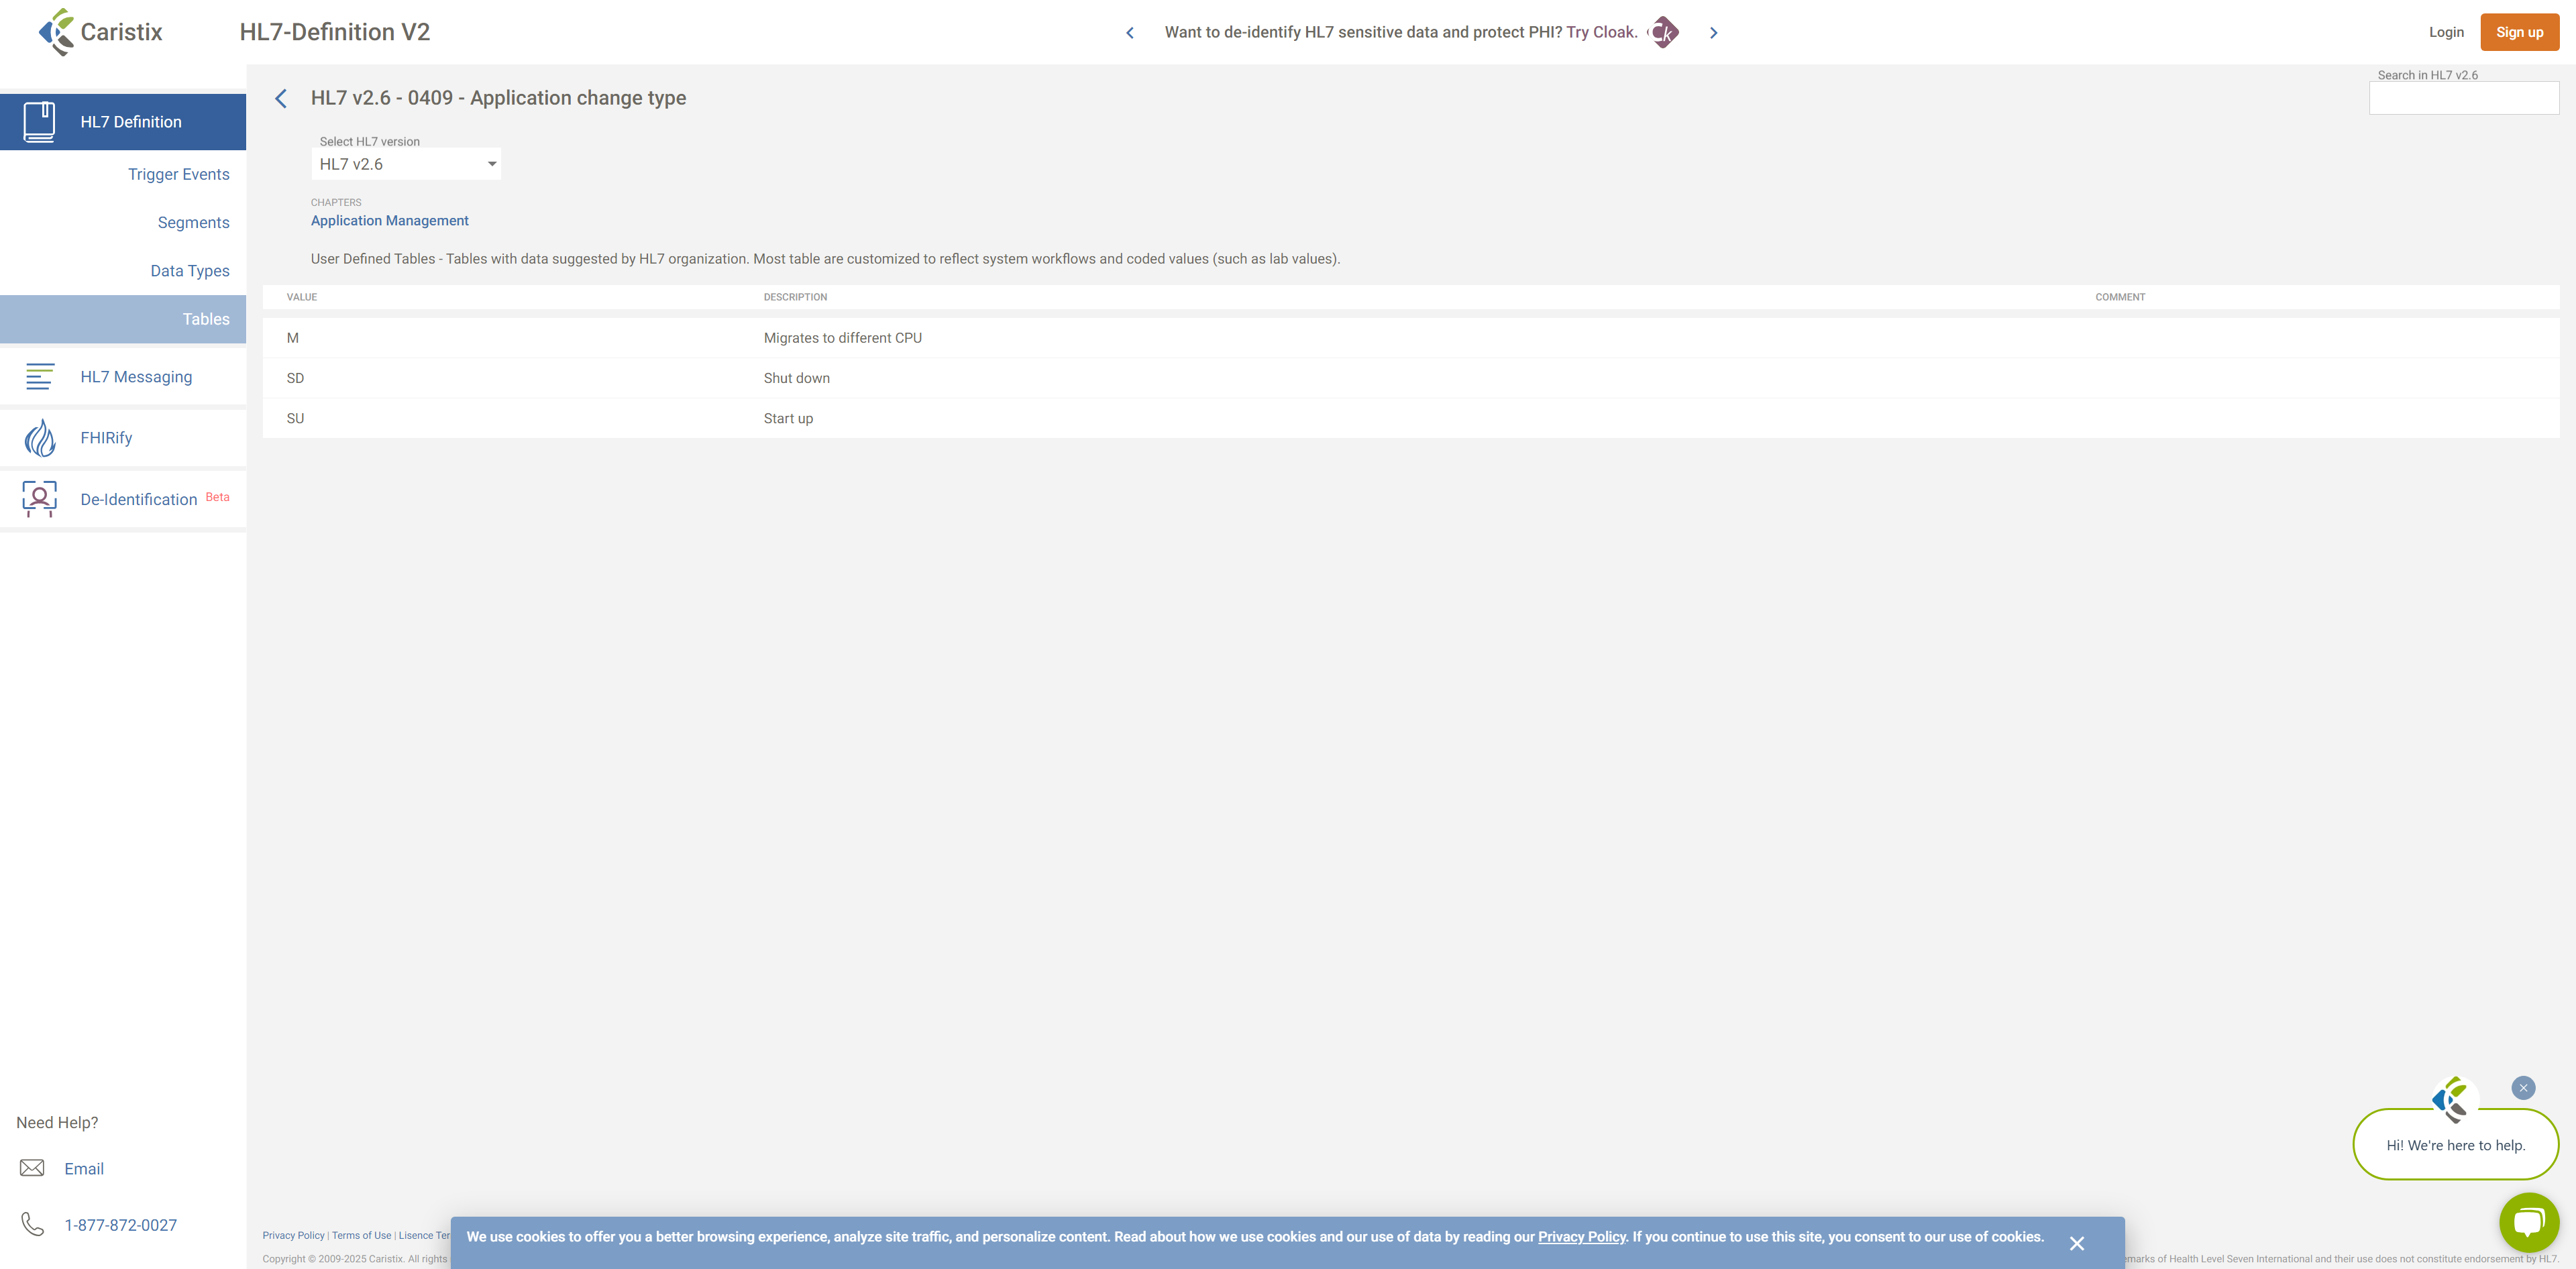 Caristix
HL7-Definition V2
Want to de-identify HL7 sensitive data and protect PHI? Try Cloak.
Ck
Login
Sign up
HL7 Definition
Trigger Events
Segments
Data Types
Tables
HL7 Messaging
FHIRify
De-Identification Beta
Need Help?
Email
1-877-872-0027
HL7 v2.6 - 0409 - Application change type
Search in HL7 v2.6
Select HL7 version
HL7 v2.6
CHAPTERS
Application Management
User Defined Tables - Tables with data suggested by HL7 organization. Most table are customized to reflect system workflows and coded values (such as lab values).
VALUE DESCRIPTION COMMENT
M Migrates to different CPU
SD Shut down
SU Start up
Hi! We're here to help.
Privacy Policy | Terms of Use | Lisence Ter
We use cookies to offer you a better browsing experience, analyze site traffic, and personalize content. Read about how we use cookies and our use of data by reading our Privacy Policy. If you continue to use this site, you consent to our use of cookies.
Copyright © 2009-2025 Caristix. All rights
emarks of Health Level Seven International and their use does not constitute endorsement by HL7.